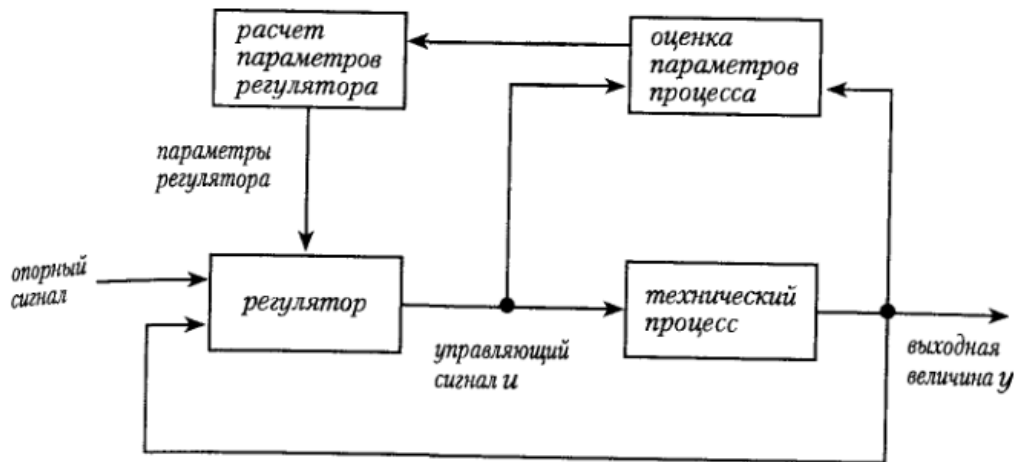 расчет
параметров
регулятора
оценка
параметров
процесса
параметры
регулятора
опорный
сигнал
регулятор
технический
процесс
управляющий
сигнал u
выходная
величина y